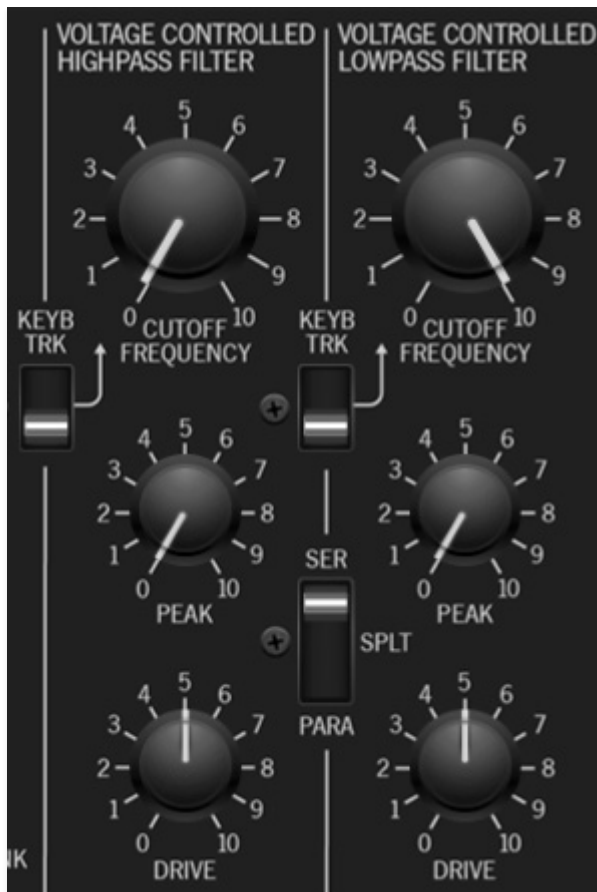 VOLTAGE CONTROLLED
HIGHPASS FILTER
0 1 2 3 4 5 6 7 8 9 10
CUTOFF
FREQUENCY
KEYB
TRK
0 1 2 3 4 5 6 7 8 9 10
PEAK
0 1 2 3 4 5 6 7 8 9 10
DRIVE
NK
VOLTAGE CONTROLLED
LOWPASS FILTER
1 2 3 4 5 6 7 8 9 10
CUTOFF
FREQUENCY
KEYB
TRK
0 1 2 3 4 5 6 7 8 9 10
PEAK
SER
SPLT
PARA
0 1 2 3 4 5 6 7 8 9 10
DRIVE